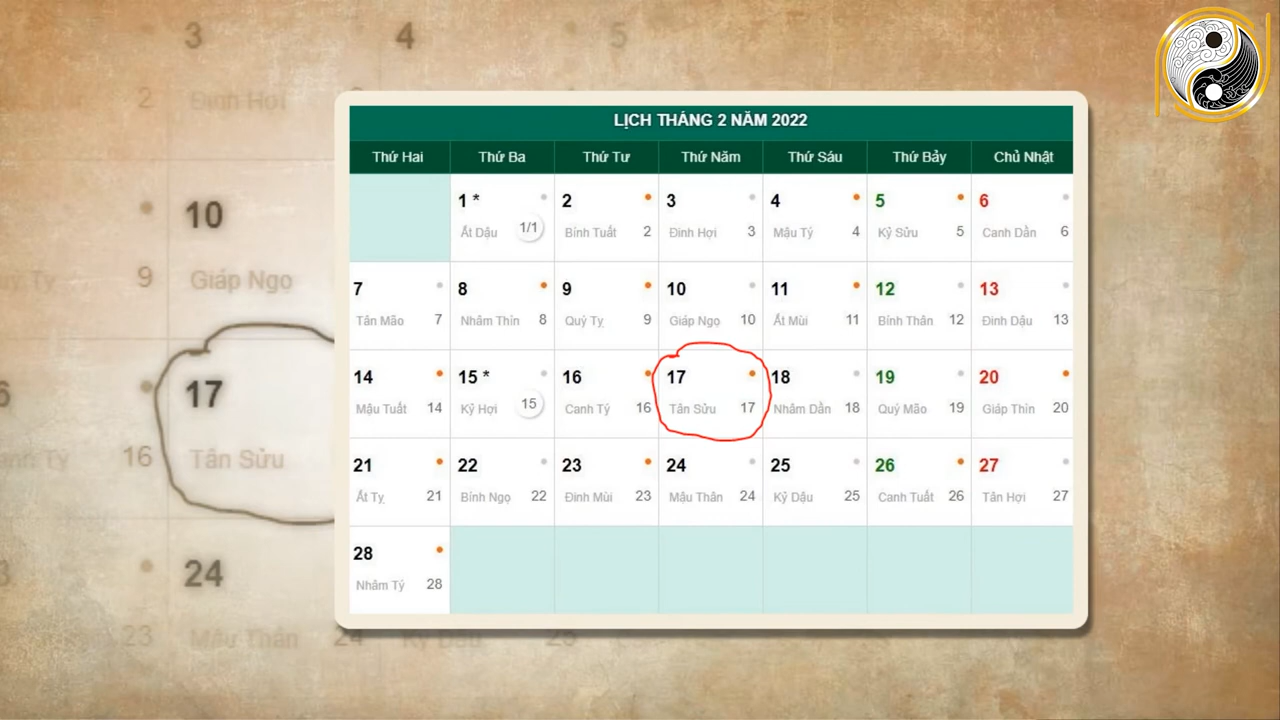 3 4 5
2 Đinh Hợi
10
9 Giáp Ngọ
17
16 Tân Sửu
24
23 Mậu Thân 24 Kỷ Dậu 25
LỊCH THÁNG 2 NĂM 2022
Thứ Hai Thứ Ba Thứ Tư Thứ Năm Thứ Sáu Thứ Bảy Chủ Nhật
1 * 2 3 4 5 6
Ất Dậu 1/1 Bính Tuất 2 Đinh Hợi 3 Mậu Tý 4 Kỷ Sửu 5 Canh Dần 6
7 8 9 10 11 12 13
Tân Mão 7 Nhâm Thìn 8 Quý Tỵ 9 Giáp Ngọ 10 Ất Mùi 11 Bính Thân 12 Đinh Dậu 13
14 15 * 16 17 18 19 20
Mậu Tuất 14 Kỷ Hợi 15 Canh Tý 16 Tân Sửu 17 Nhâm Dần 18 Quý Mão 19 Giáp Thìn 20
21 22 23 24 25 26 27
Ất Tỵ 21 Bính Ngọ 22 Đinh Mùi 23 Mậu Thân 24 Kỷ Dậu 25 Canh Tuất 26 Tân Hợi 27
28
Nhâm Tý 28